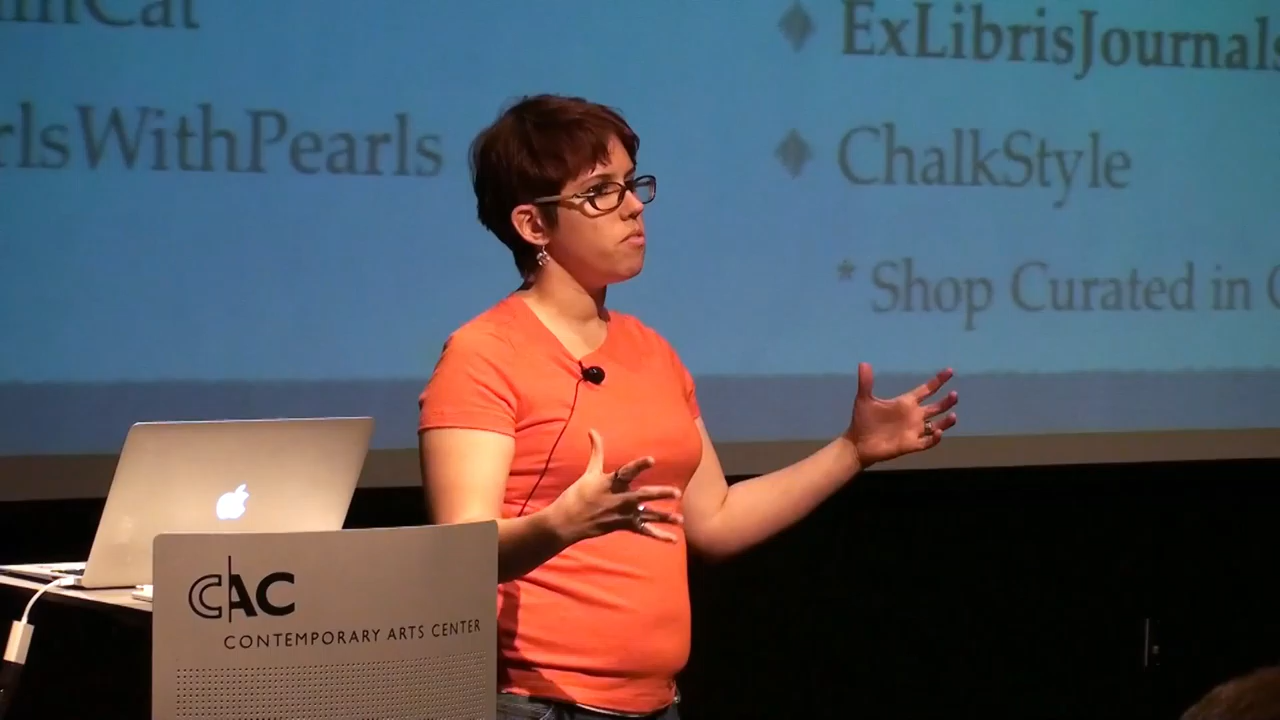 ExLibrisJournals
rlsWithPearls
ChalkStyle
* Shop Curated in
CAC
CONTEMPORARY ARTS CENTER